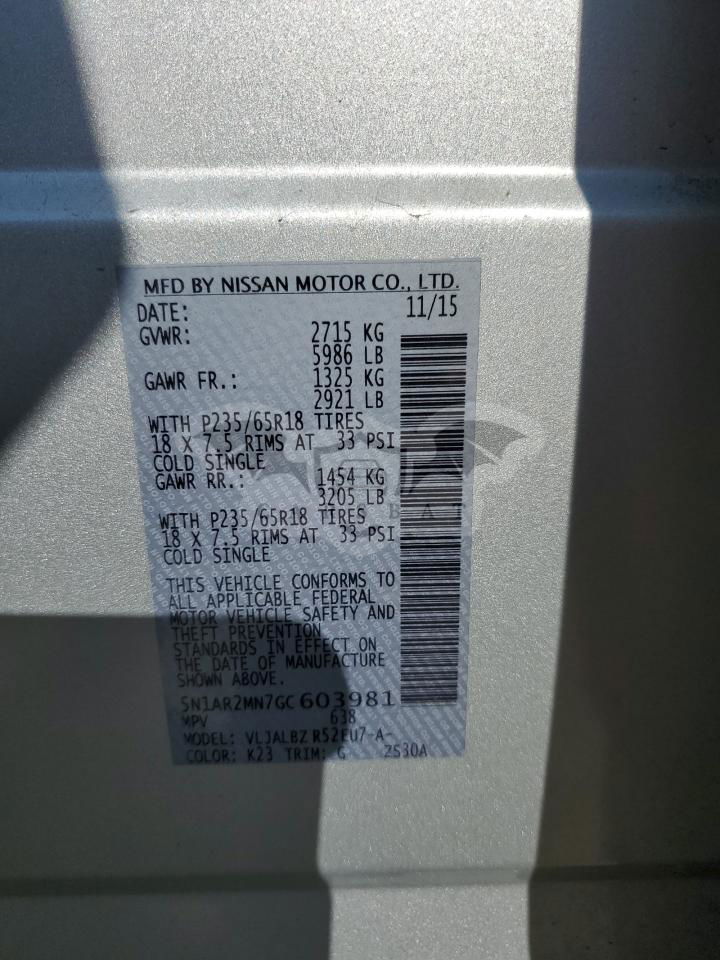 MFD BY NISSAN MOTOR CO., LTD.
DATE: 11/15
GVWR: 2715 KG
5986 LB
GAWR FR.: 1325 KG
2921 LB
WITH P235/65R18 TIRES
18 X 7.5 RIMS AT 33 PSI
COLD SINGLE
GAWR RR.: 1454 KG
3205 LB
WITH P235/65R18 TIRES
18 X 7.5 RIMS AT 33 PSI
COLD SINGLE
THIS VEHICLE CONFORMS TO
ALL APPLICABLE FEDERAL
MOTOR VEHICLE SAFETY AND
THEFT PREVENTION
STANDARDS IN EFFECT ON
THE DATE OF MANUFACTURE
SHOWN ABOVE.
5N1AR2MN7GC 603981
MPV 638
MODEL: VLJALBZ R52EU7-A-
COLOR: K23 TRIM: G 2530A